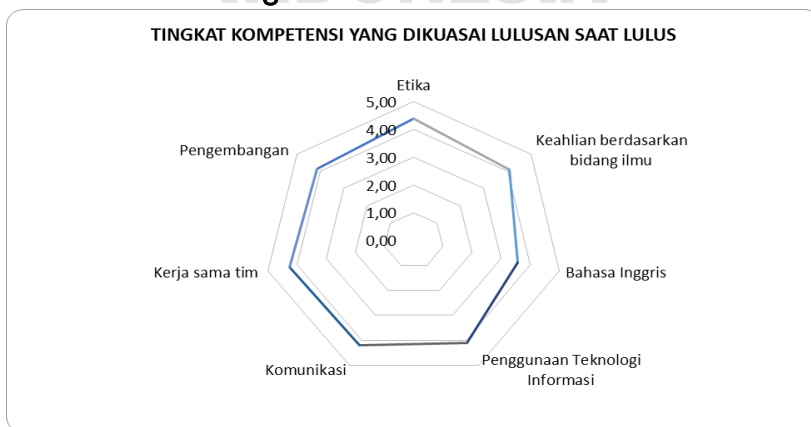 INDONESIA
TINGKAT KOMPETENSI YANG DIKUASAI LULUSAN SAAT LULUS
Etika
5,00
4,00
3,00
2,00
1,00
0,00
Keahlian berdasarkan
bidang ilmu
Bahasa Inggris
Penggunaan Teknologi
Informasi
Komunikasi
Kerja sama tim
Pengembangan